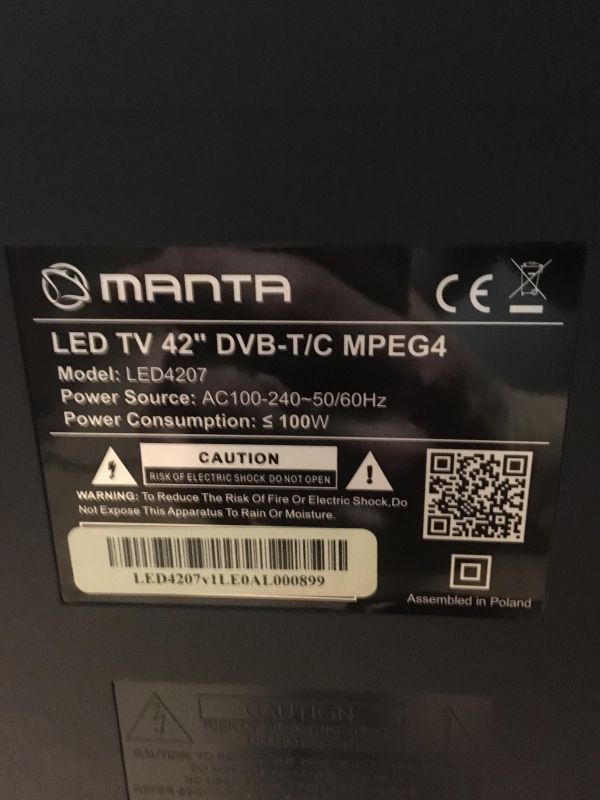 MANTA
CE
LED TV 42" DVB-T/C MPEG4
Model: LED4207
Power Source: AC100-240~50/60Hz
Power Consumption: ≤ 100W
CAUTION
RISK OF ELECTRIC SHOCK DO NOT OPEN
WARNING: To Reduce The Risk Of Fire Or Electric Shock,Do
Not Expose This Apparatus To Rain Or Moisture.
LED4207v1LE0AL000899
Assembled in Poland
CAUTION
RISK OF